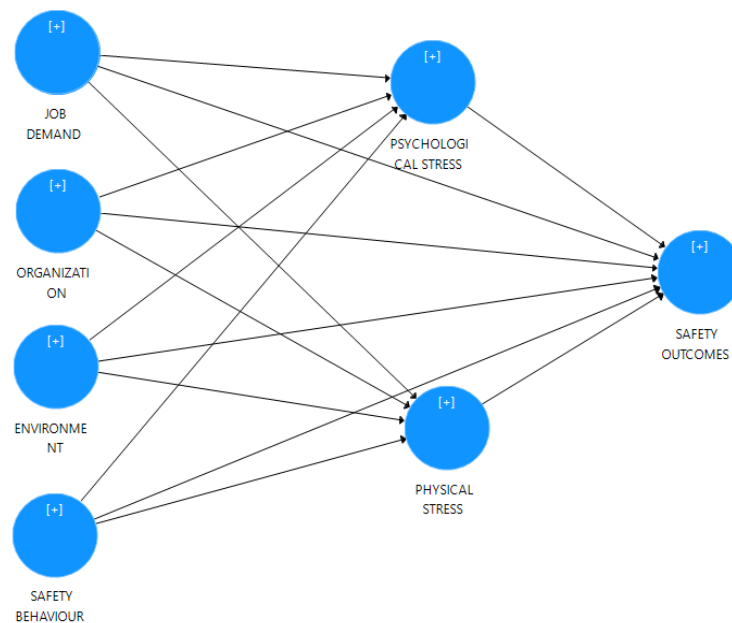 [+]
JOB
DEMAND
[+]
PSYCHOLOGI
CAL STRESS
[+]
ORGANIZATI
ON
[+]
SAFETY
OUTCOMES
[+]
ENVIRONME
NT
[+]
PHYSICAL
STRESS
[+]
SAFETY
BEHAVIOUR